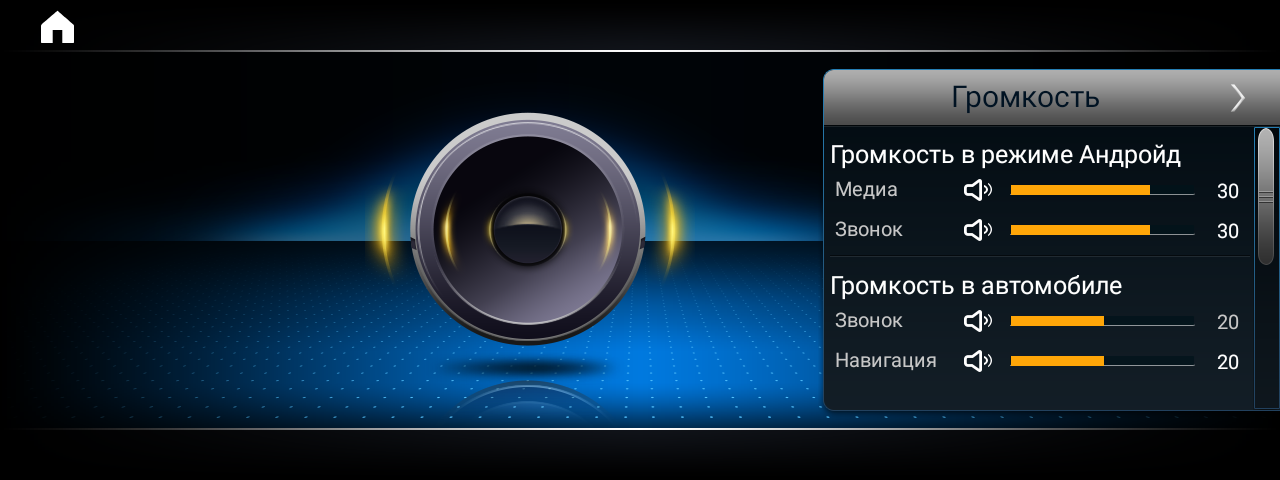 Громкость
Громкость в режиме Андройд
Медиа 30
Звонок 30
Громкость в автомобиле
Звонок 20
Навигация 20